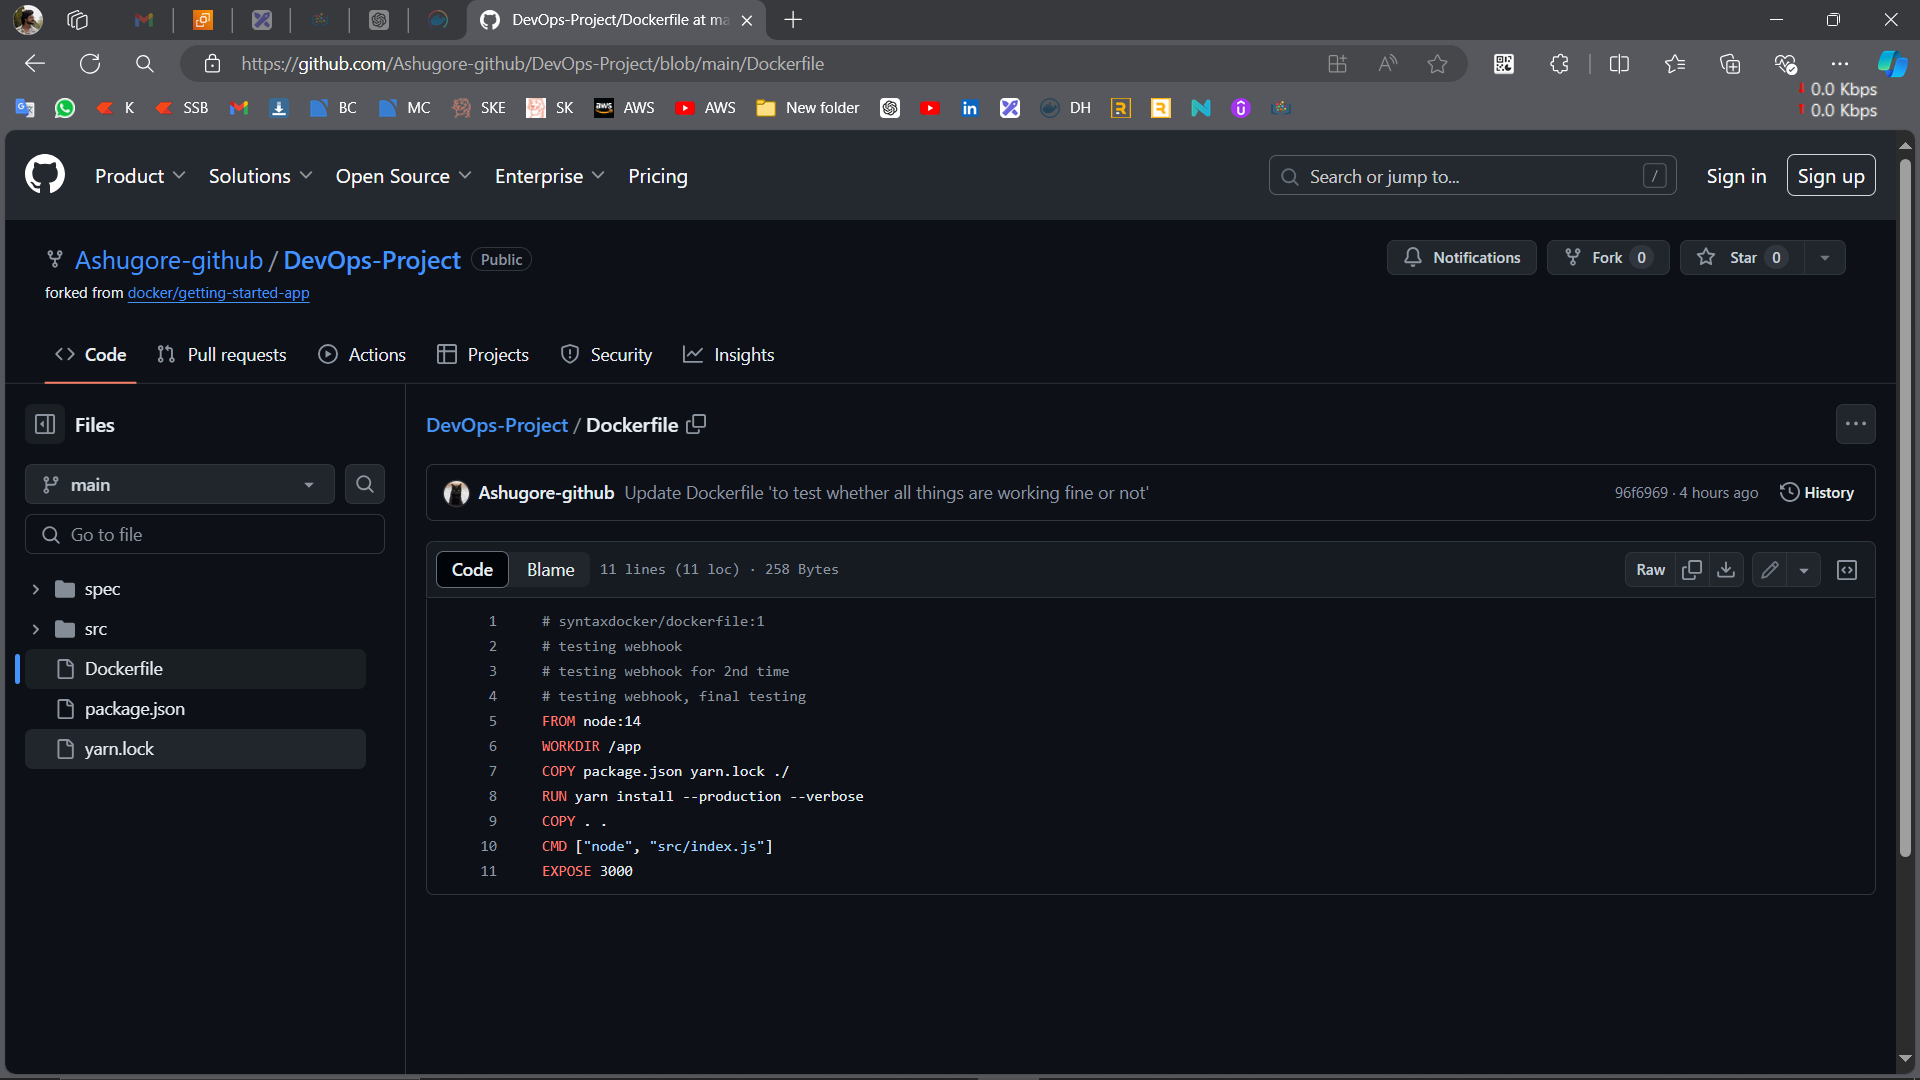 DevOps-Project/Dockerfile at ma
https://github.com/Ashugore-github/DevOps-Project/blob/main/Dockerfile
K
SSB
BC
MC
SKE
SK
AWS
AWS
New folder
DH
0.0 Kbps
0.0 Kbps
Product
Solutions
Open Source
Enterprise
Pricing
Search or jump to...
/
Sign in
Sign up
Ashugore-github / DevOps-Project
Public
Notifications
Fork 0
Star 0
forked from docker/getting-started-app
Code
Pull requests
Actions
Projects
Security
Insights
Files
main
Go to file
spec
src
Dockerfile
package.json
yarn.lock
DevOps-Project / Dockerfile
Ashugore-github Update Dockerfile 'to test whether all things are working fine or not'
96f6969 · 4 hours ago
History
Code
Blame
11 lines (11 loc) · 258 Bytes
Raw
1 # syntaxdocker/dockerfile:1
2 # testing webhook
3 # testing webhook for 2nd time
4 # testing webhook, final testing
5 FROM node:14
6 WORKDIR /app
7 COPY package.json yarn.lock ./
8 RUN yarn install --production --verbose
9 COPY . .
10 CMD ["node", "src/index.js"]
11 EXPOSE 3000